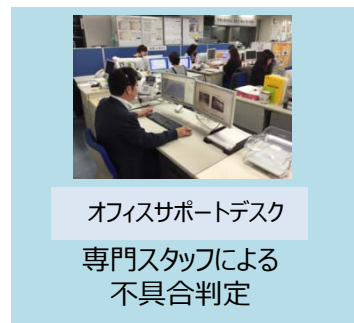 オフィスサポートデスク
専門スタッフによる
不具合判定